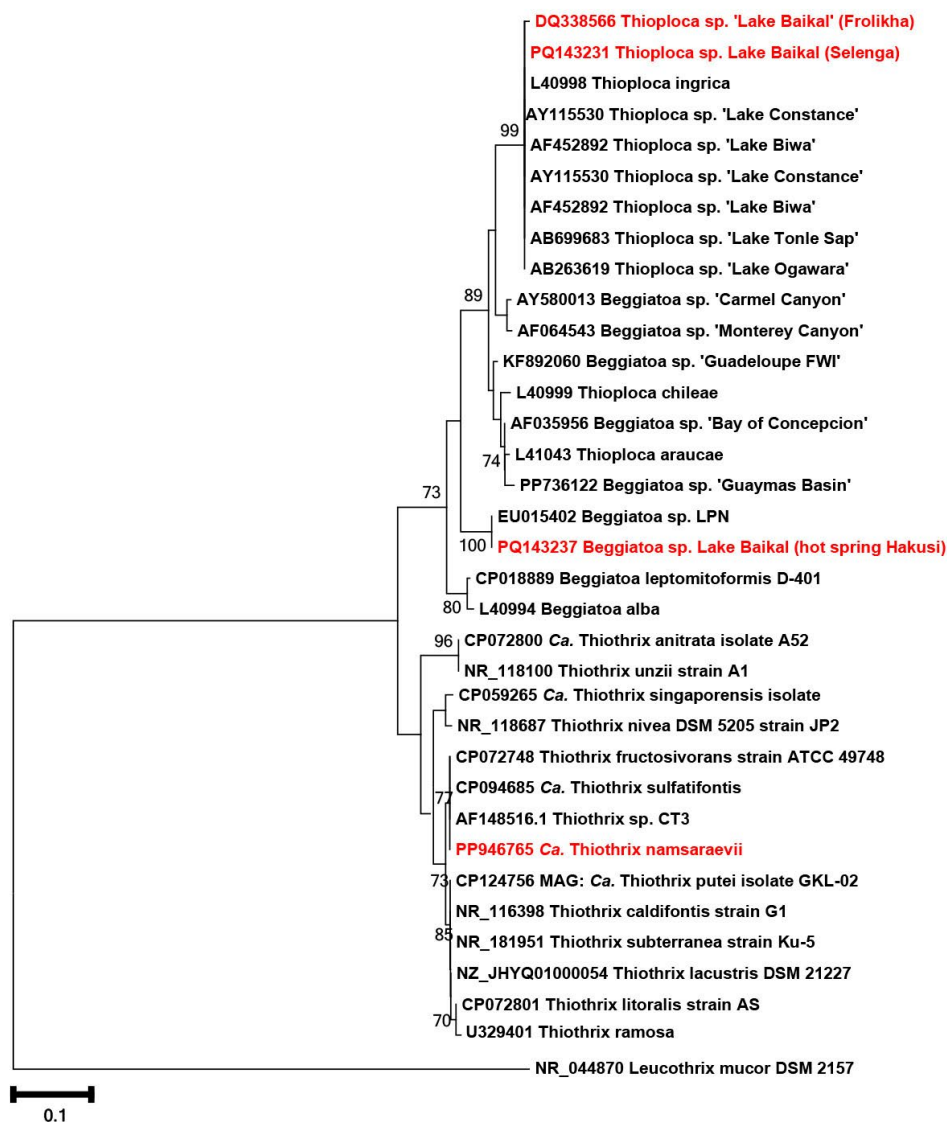 DQ338566 Thioploca sp. 'Lake Baikal' (Frolikha)
PQ143231 Thioploca sp. Lake Baikal (Selenga)
L40998 Thioploca ingrica
AY115530 Thioploca sp. 'Lake Constance'
99
AF452892 Thioploca sp. 'Lake Biwa'
AY115530 Thioploca sp. 'Lake Constance'
AF452892 Thioploca sp. 'Lake Biwa'
AB699683 Thioploca sp. 'Lake Tonle Sap'
AB263619 Thioploca sp. 'Lake Ogawara'
89
AY580013 Beggiatoa sp. 'Carmel Canyon'
AF064543 Beggiatoa sp. 'Monterey Canyon'
KF892060 Beggiatoa sp. 'Guadeloupe FWI'
L40999 Thioploca chileae
AF035956 Beggiatoa sp. 'Bay of Concepcion'
74
L41043 Thioploca araucae
PP736122 Beggiatoa sp. 'Guaymas Basin'
73
EU015402 Beggiatoa sp. LPN
100
PQ143237 Beggiatoa sp. Lake Baikal (hot spring Hakusi)
CP018889 Beggiatoa leptomitoformis D-401
80
L40994 Beggiatoa alba
96
CP072800 Ca. Thiothrix anitrata isolate A52
NR_118100 Thiothrix unzii strain A1
CP059265 Ca. Thiothrix singaporensis isolate
NR_118687 Thiothrix nivea DSM 5205 strain JP2
CP072748 Thiothrix fructosivorans strain ATCC 49748
77
CP094685 Ca. Thiothrix sulfatifontis
AF148516.1 Thiothrix sp. CT3
PP946765 Ca. Thiothrix namsaraevii
73
CP124756 MAG: Ca. Thiothrix putei isolate GKL-02
NR_116398 Thiothrix caldifontis strain G1
85
NR_181951 Thiothrix subterranea strain Ku-5
NZ_JHYQ01000054 Thiothrix lacustris DSM 21227
CP072801 Thiothrix litoralis strain AS
70
U329401 Thiothrix ramosa
NR_044870 Leucothrix mucor DSM 2157
0.1